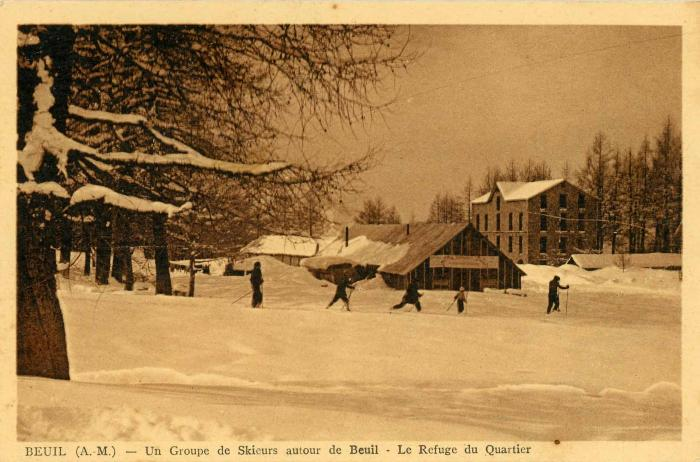 BEUIL (A.-M.) — Un Groupe de Skieurs autour de Beuil - Le Refuge du Quartier